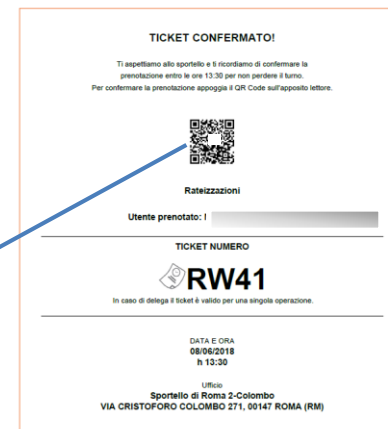 TICKET CONFERMATO!
Ti aspettiamo allo sportello e ti ricordiamo di confermare la
prenotazione entro le ore 13:30 per non perdere il turno.
Per confermare la prenotazione appoggia il QR Code sull'apposito lettore.
Rateizzazioni
Utente prenotato: !
TICKET NUMERO
RW41
In caso di delega il ticket è valido per una singola operazione.
DATA E ORA
08/06/2018
h 13:30
Ufficio
Sportello di Roma 2-Colombo
VIA CRISTOFORO COLOMBO 271, 00147 ROMA (RM)